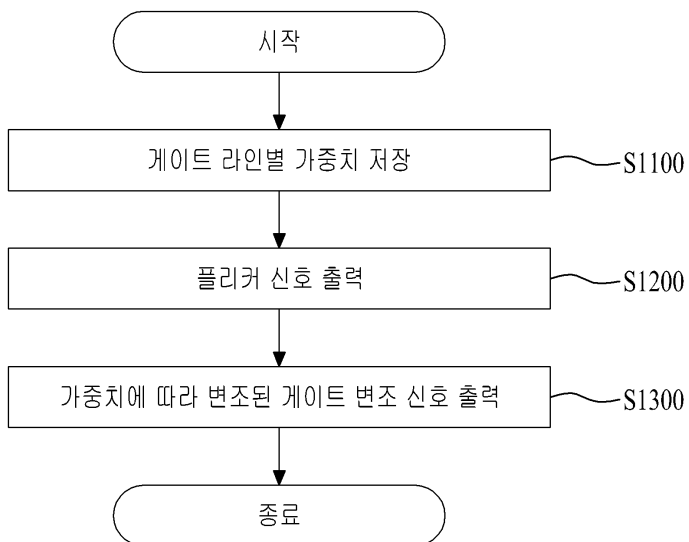 시작
게이트 라인별 가중치 저장
S1100
플리커 신호 출력
S1200
가중치에 따라 변조된 게이트 변조 신호 출력
S1300
종료